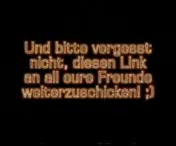 Und bitte vergesst
nicht, diesen Link
an all eure Freunde
weiterzuschicken! ;)